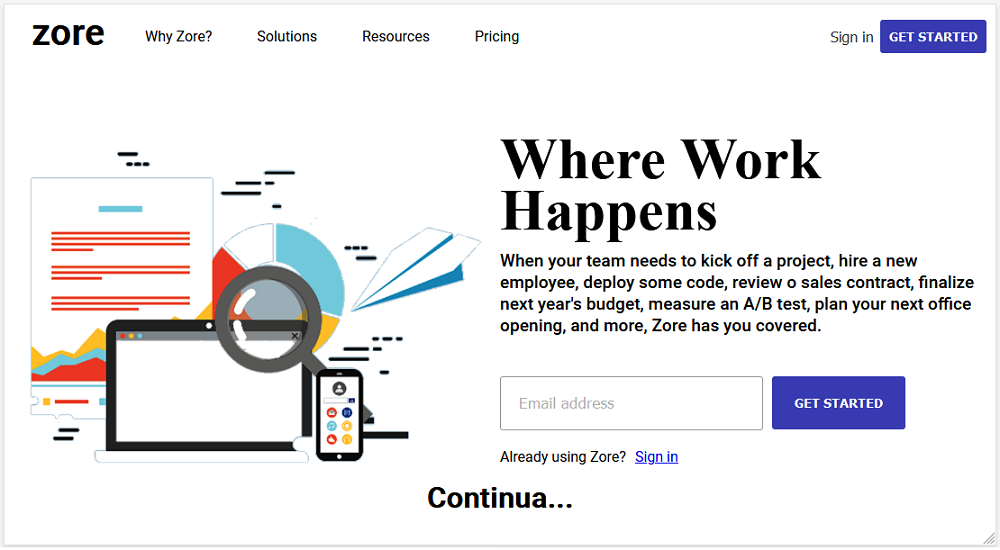 zore
Why Zore?
Solutions
Resources
Pricing
Sign in
GET STARTED
Where Work
Happens
When your team needs to kick off a project, hire a new
employee, deploy some code, review o sales contract, finalize
next year's budget, measure an A/B test, plan your next office
opening, and more, Zore has you covered.
Email address
GET STARTED
Already using Zore? Sign in
Continua...